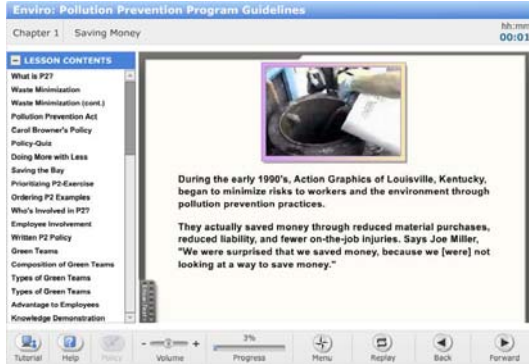 Enviro: Pollution Prevention Program Guidelines
Chapter 1 Saving Money
hh:mm
00:01
LESSON CONTENTS
What is P2?
Waste Minimization
Waste Minimization (cont.)
Pollution Prevention Act
Carol Browner's Policy
Policy-Quiz
Doing More with Less
Saving the Bay
Prioritizing P2-Exercise
Ordering P2 Examples
Who's Involved in P2?
Employee Involvement
Written P2 Policy
Green Teams
Composition of Green Teams
Types of Green Teams
Types of Green Teams
Advantage to Employees
Knowledge Demonstration
During the early 1990's, Action Graphics of Louisville, Kentucky,
began to minimize risks to workers and the environment through
pollution prevention practices.
They actually saved money through reduced material purchases,
reduced liability, and fewer on-the-job injuries. Says Joe Miller,
"We were surprised that we saved money, because we [were] not
looking at a way to save money."
- +
3%
Tutorial Help Policy Volume Progress Menu Replay Back Forward